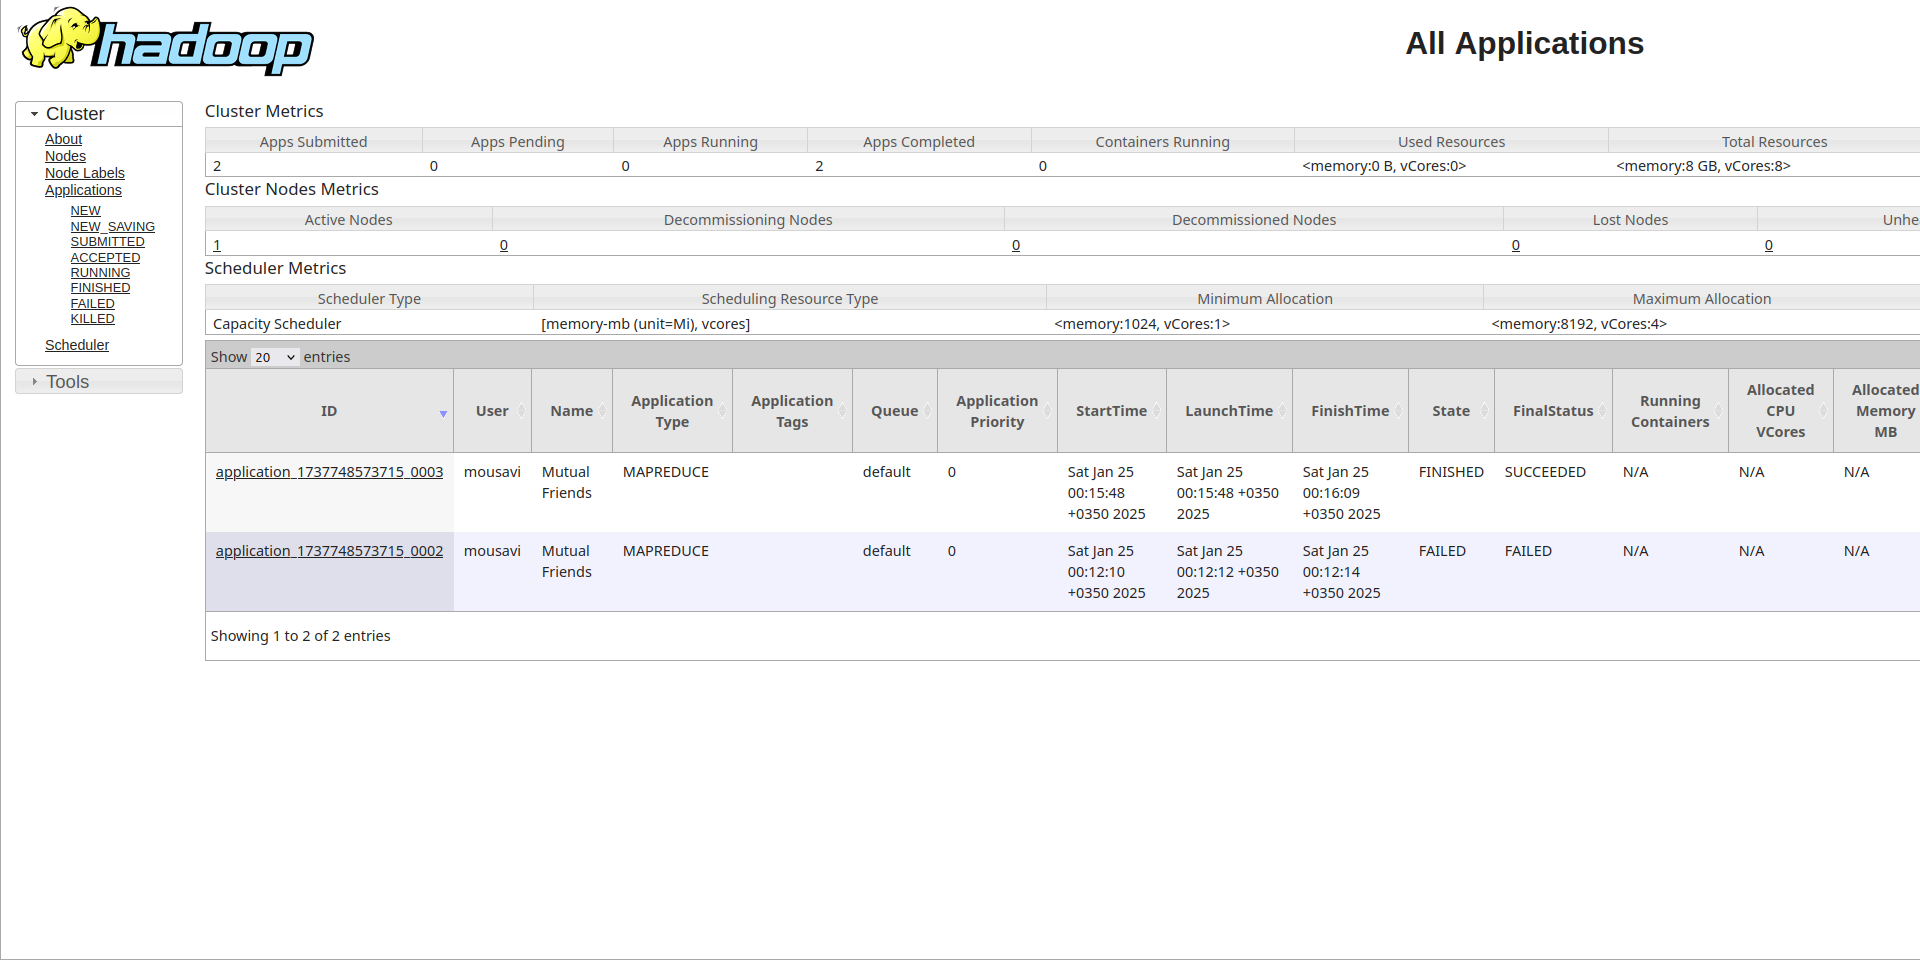 hadoop
All Applications
Cluster
About
Nodes
Node Labels
Applications
NEW
NEW_SAVING
SUBMITTED
ACCEPTED
RUNNING
FINISHED
FAILED
KILLED
Scheduler
Tools
Cluster Metrics
Apps Submitted Apps Pending Apps Running Apps Completed Containers Running Used Resources Total Resources
2 0 0 2 0 <memory:0 B, vCores:0> <memory:8 GB, vCores:8>
Cluster Nodes Metrics
Active Nodes Decommissioning Nodes Decommissioned Nodes Lost Nodes Unhe
1 0 0 0 0
Scheduler Metrics
Scheduler Type Scheduling Resource Type Minimum Allocation Maximum Allocation
Capacity Scheduler [memory-mb (unit=Mi), vcores] <memory:1024, vCores:1> <memory:8192, vCores:4>
Show 20 entries
ID User Name Application Type Application Tags Queue Application Priority StartTime LaunchTime FinishTime State FinalStatus Running Containers Allocated CPU VCores Allocated Memory MB
application_1737748573715_0003 mousavi Mutual Friends MAPREDUCE default 0 Sat Jan 25 00:15:48 +0350 2025 Sat Jan 25 00:15:48 +0350 2025 Sat Jan 25 00:16:09 +0350 2025 FINISHED SUCCEEDED N/A N/A N/A
application_1737748573715_0002 mousavi Mutual Friends MAPREDUCE default 0 Sat Jan 25 00:12:10 +0350 2025 Sat Jan 25 00:12:12 +0350 2025 Sat Jan 25 00:12:14 +0350 2025 FAILED FAILED N/A N/A N/A
Showing 1 to 2 of 2 entries